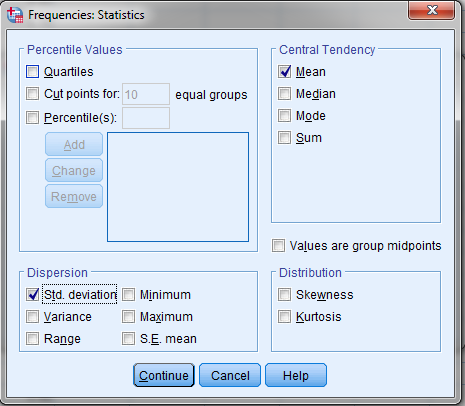 Frequencies: Statistics
Percentile Values
Quartiles
Cut points for: 10 equal groups
Percentile(s):
Add
Change
Remove
Central Tendency
Mean
Median
Mode
Sum
Values are group midpoints
Dispersion
Std. deviation Minimum
Variance Maximum
Range S.E. mean
Distribution
Skewness
Kurtosis
Continue Cancel Help